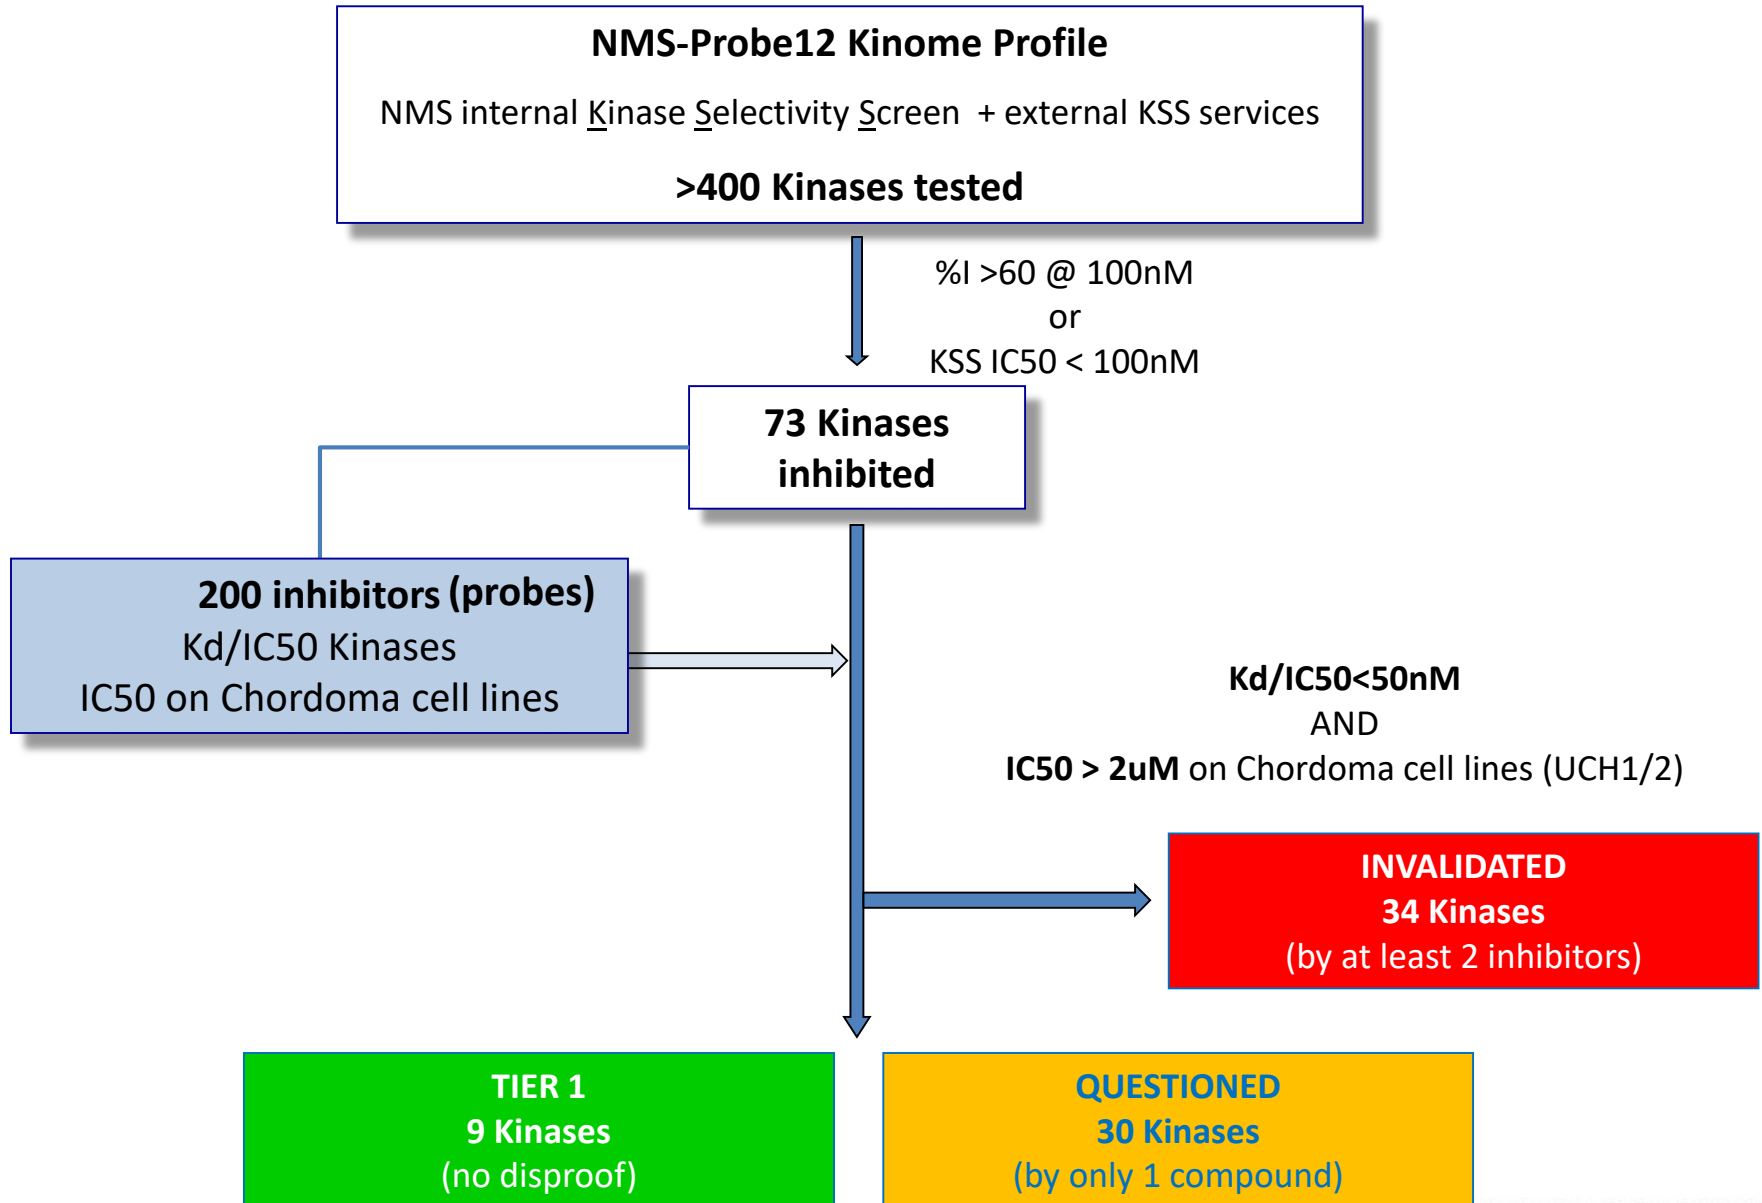 NMS-Probe12 Kinome Profile
NMS internal Kinase Selectivity Screen + external KSS services
>400 Kinases tested
%I >60 @ 100nM
or
KSS IC50 < 100nM
73 Kinases
inhibited
200 inhibitors (probes)
Kd/IC50 Kinases
IC50 on Chordoma cell lines
Kd/IC50<50nM
AND
IC50 > 2uM on Chordoma cell lines (UCH1/2)
INVALIDATED
34 Kinases
(by at least 2 inhibitors)
TIER 1
9 Kinases
(no disproof)
QUESTIONED
30 Kinases
(by only 1 compound)